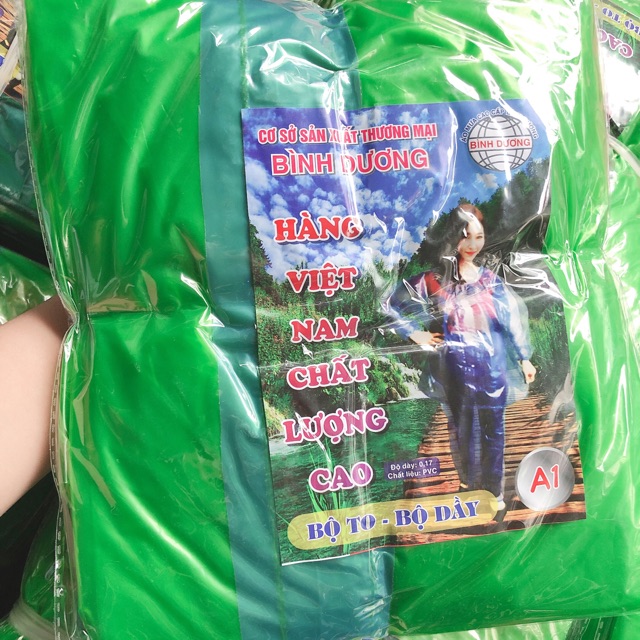 CƠ SỞ SẢN XUẤT THƯƠNG MẠI
BÌNH DƯƠNG
BÌNH DƯƠNG
HÀNG
VIỆT
NAM
CHẤT
LƯỢNG
CAO
Độ dày: 0,17
Chất liệu: PVC
A1
BỘ TO - BỘ DẦY
CAO